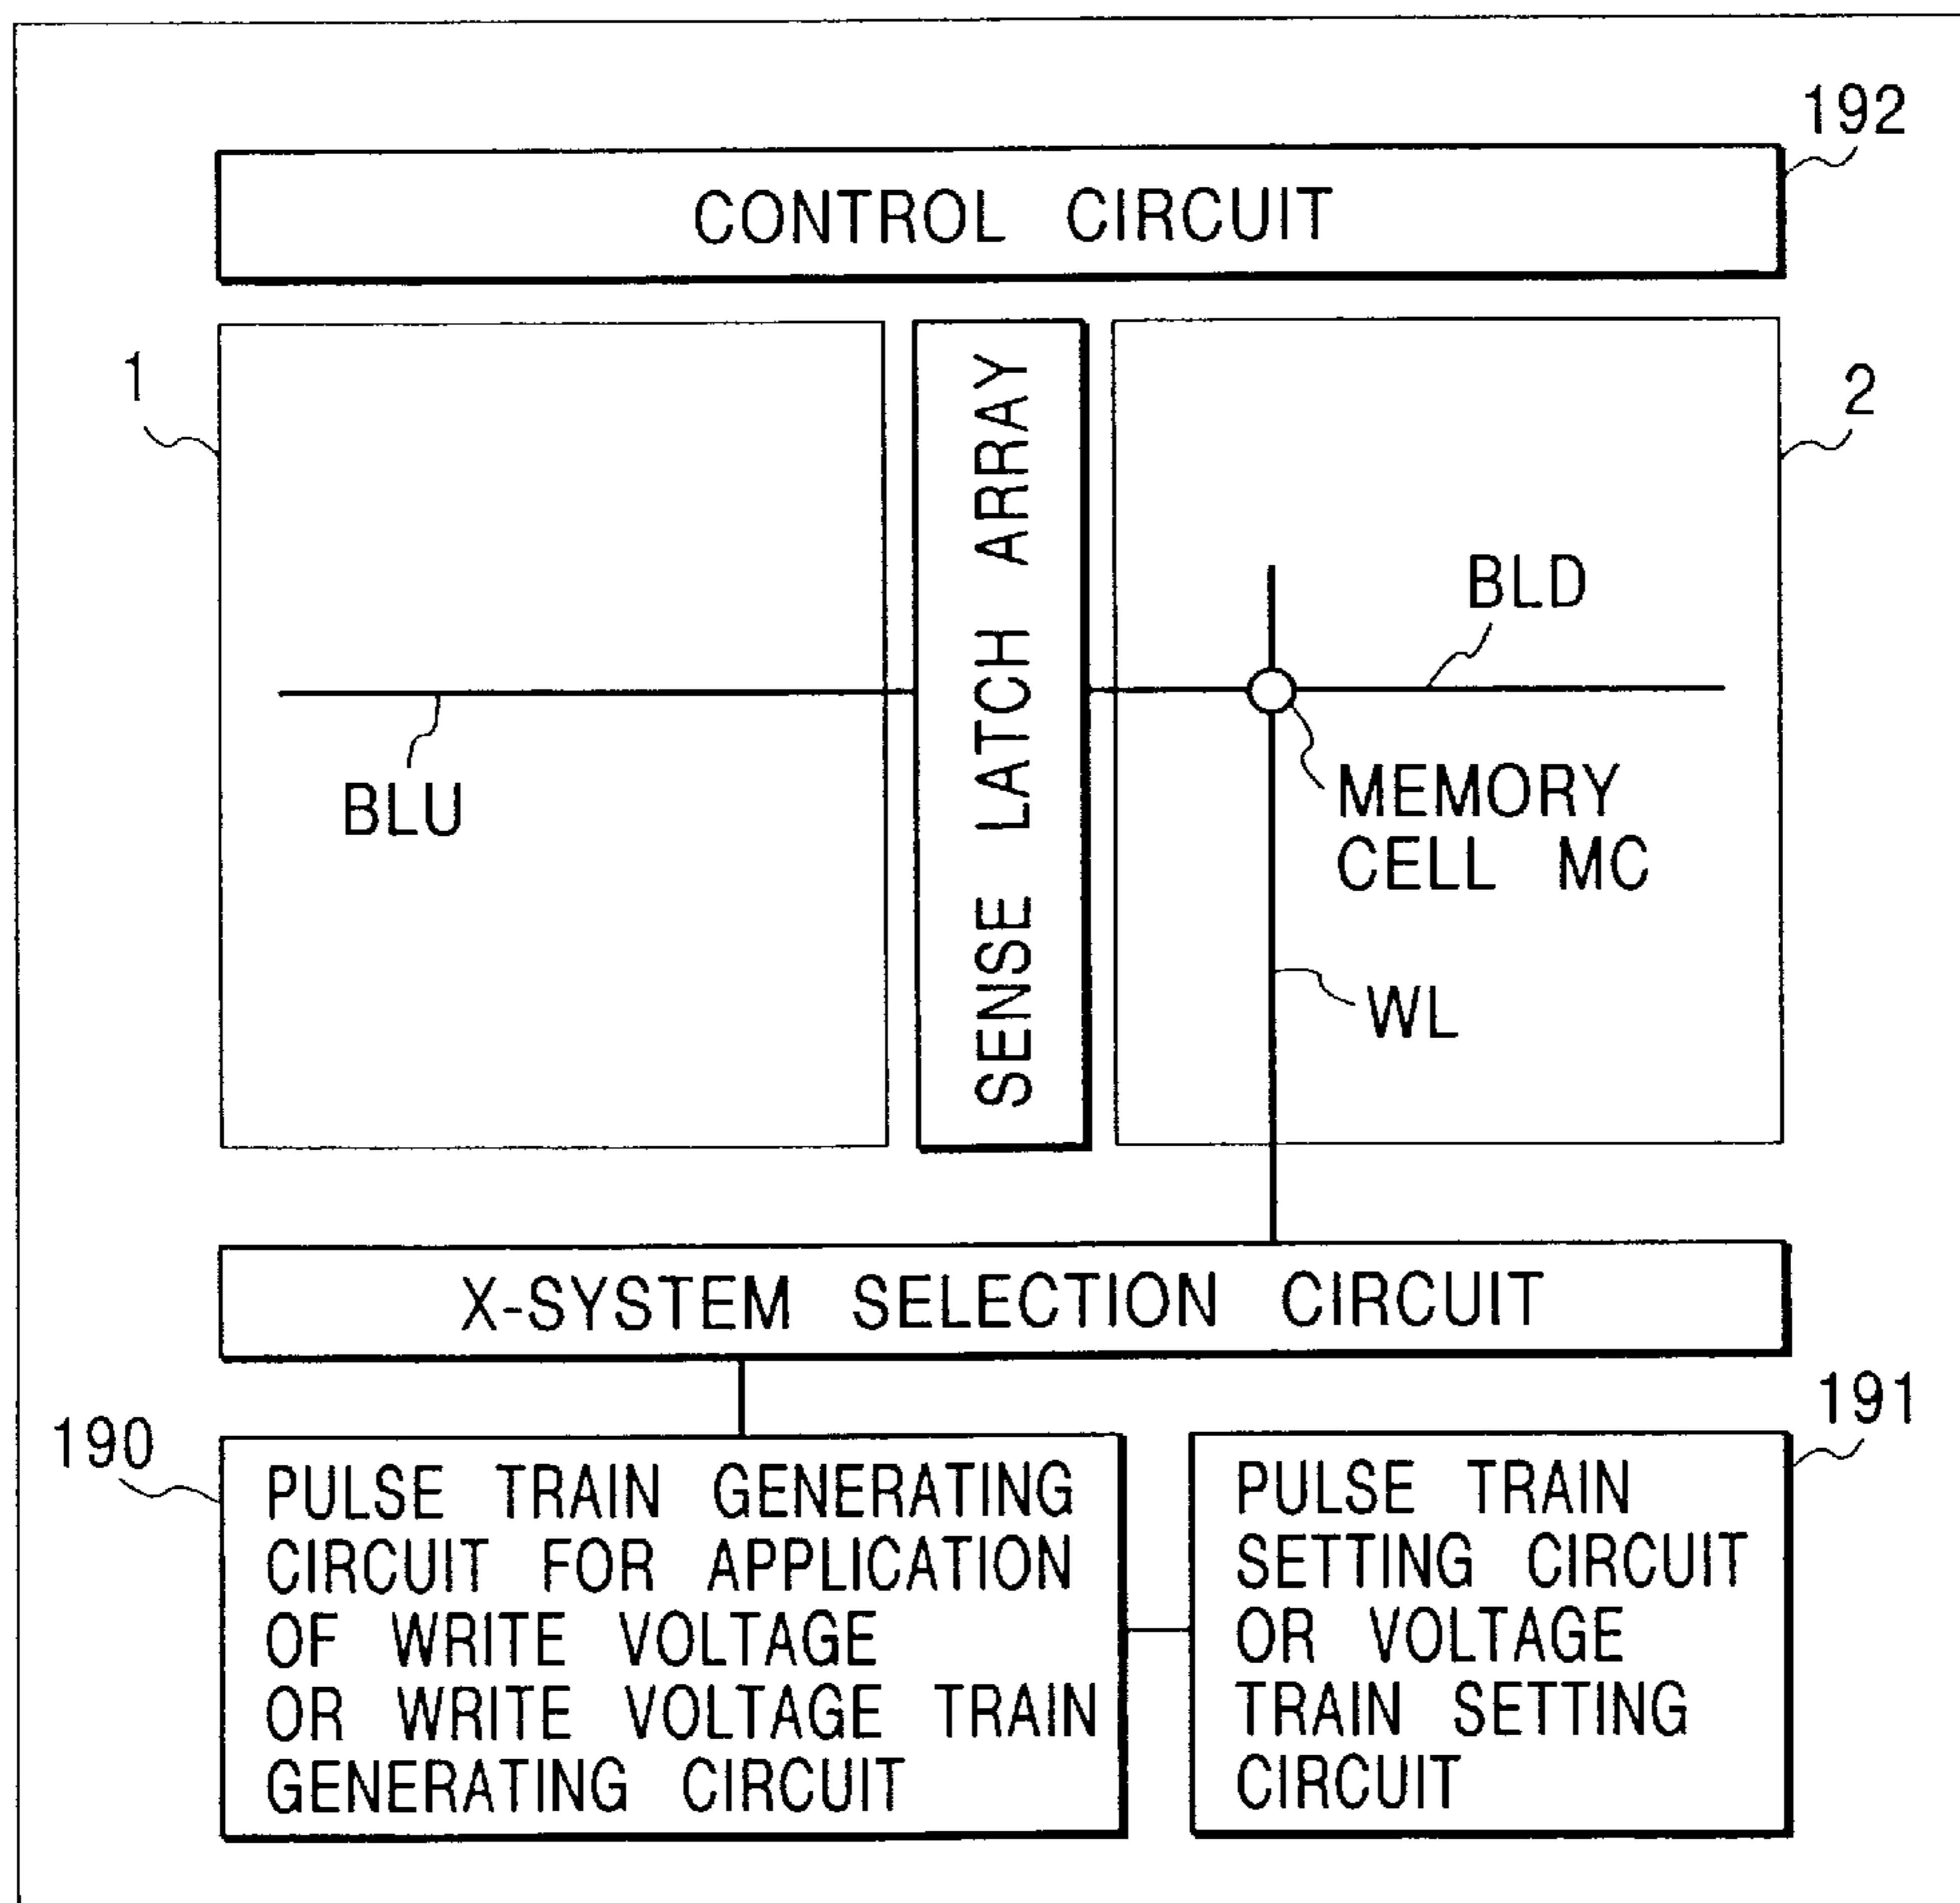 192
CONTROL CIRCUIT
1
2
SENSE LATCH ARRAY
BLD
BLU
MEMORY
CELL MC
WL
X-SYSTEM SELECTION CIRCUIT
190
191
PULSE TRAIN GENERATING
CIRCUIT FOR APPLICATION
OF WRITE VOLTAGE
OR WRITE VOLTAGE TRAIN
GENERATING CIRCUIT
PULSE TRAIN
SETTING CIRCUIT
OR VOLTAGE
TRAIN SETTING
CIRCUIT